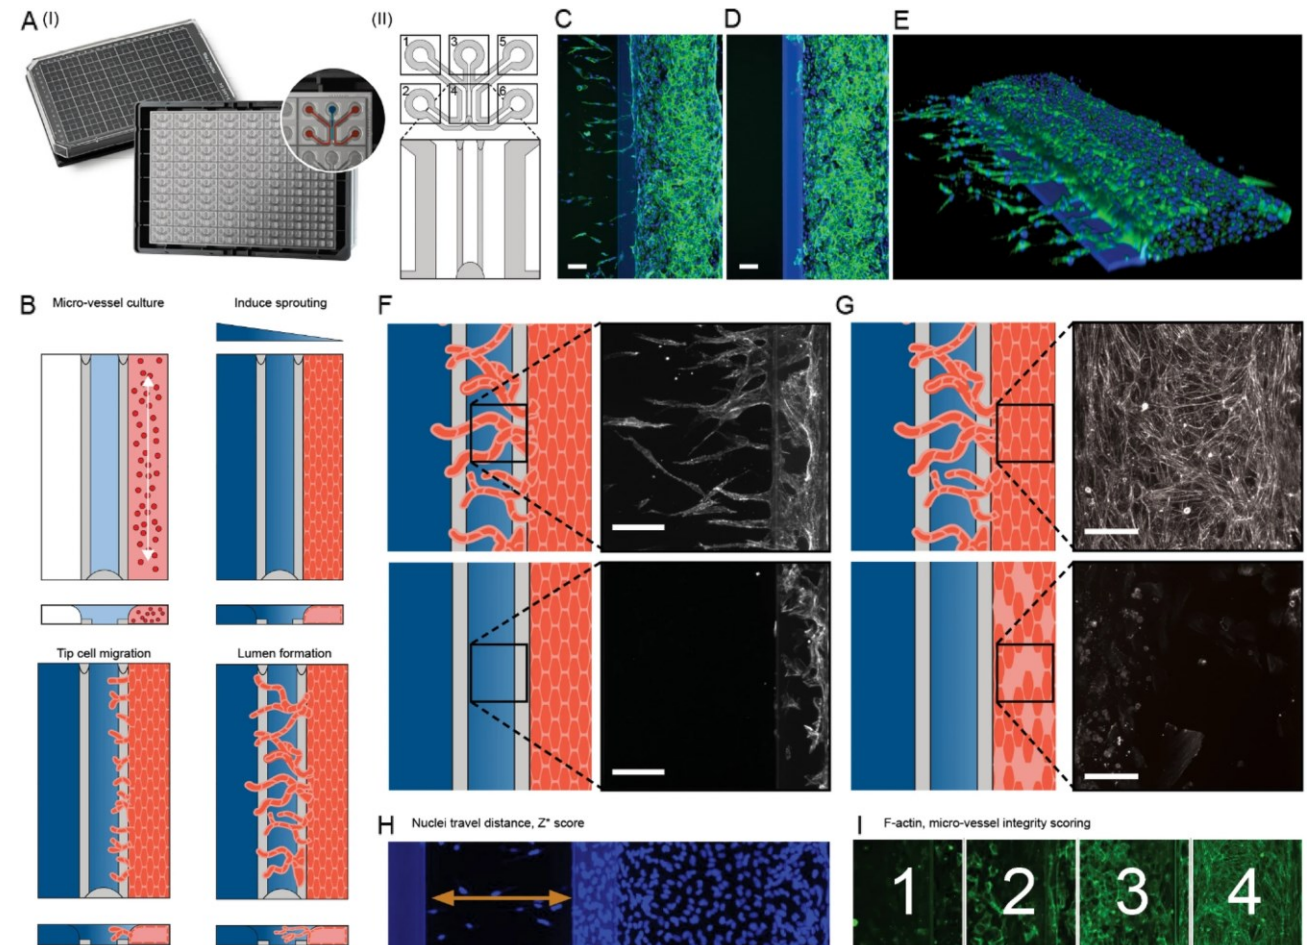 A (I)
(II)
C
D
E
1
3
5
2
4
6
B
Micro-vessel culture
Induce sprouting
F
G
Tip cell migration
Lumen formation
H Nuclei travel distance, Z* score
I F-actin, micro-vessel integrity scoring
1 2 3 4